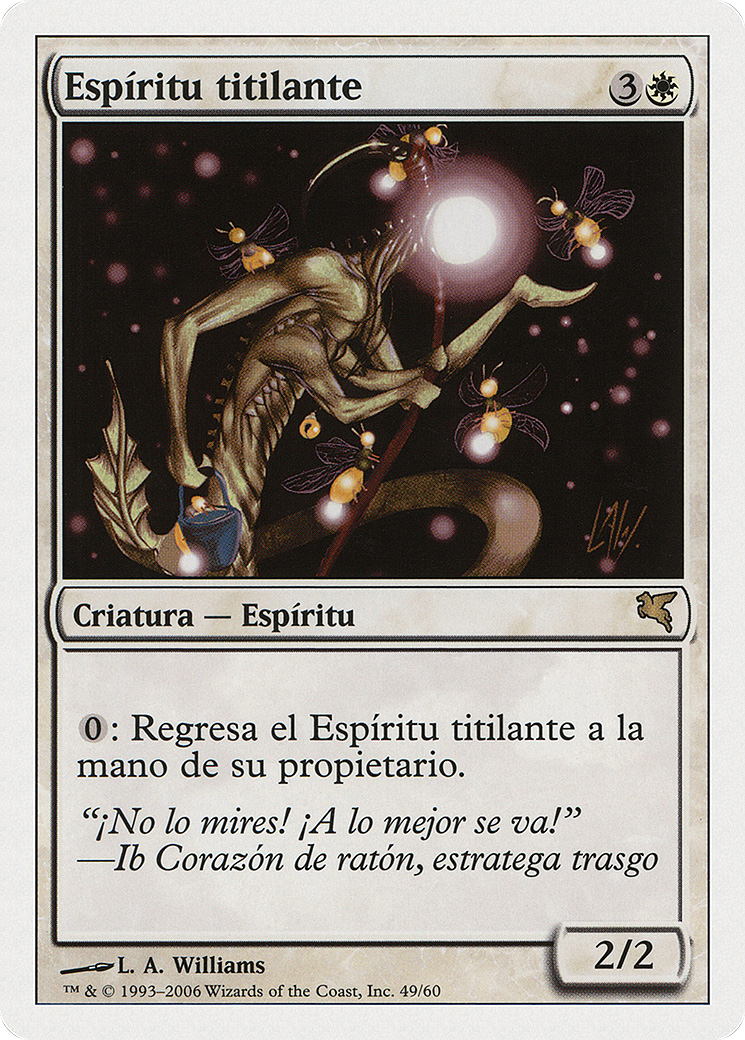 Espíritu titilante
3
LAW.
Criatura — Espíritu
0: Regresa el Espíritu titilante a la
mano de su propietario.
“¡No lo mires! ¡A lo mejor se va!”
—Ib Corazón de ratón, estratega trasgo
2/2
L. A. Williams
™ & © 1993–2006 Wizards of the Coast, Inc. 49/60